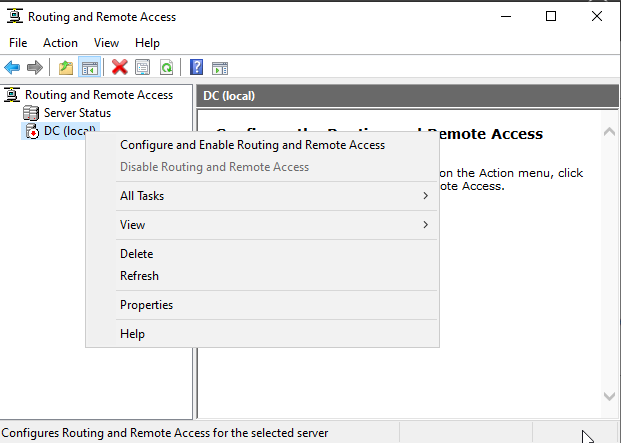 Routing and Remote Access
File Action View Help
Routing and Remote Access
Server Status
DC (local)
DC (local)
Remote Access
Configure and Enable Routing and Remote Access
Disable Routing and Remote Access
on the Action menu, click
Access.
All Tasks
View
Delete
Refresh
Properties
Help
Configures Routing and Remote Access for the selected server